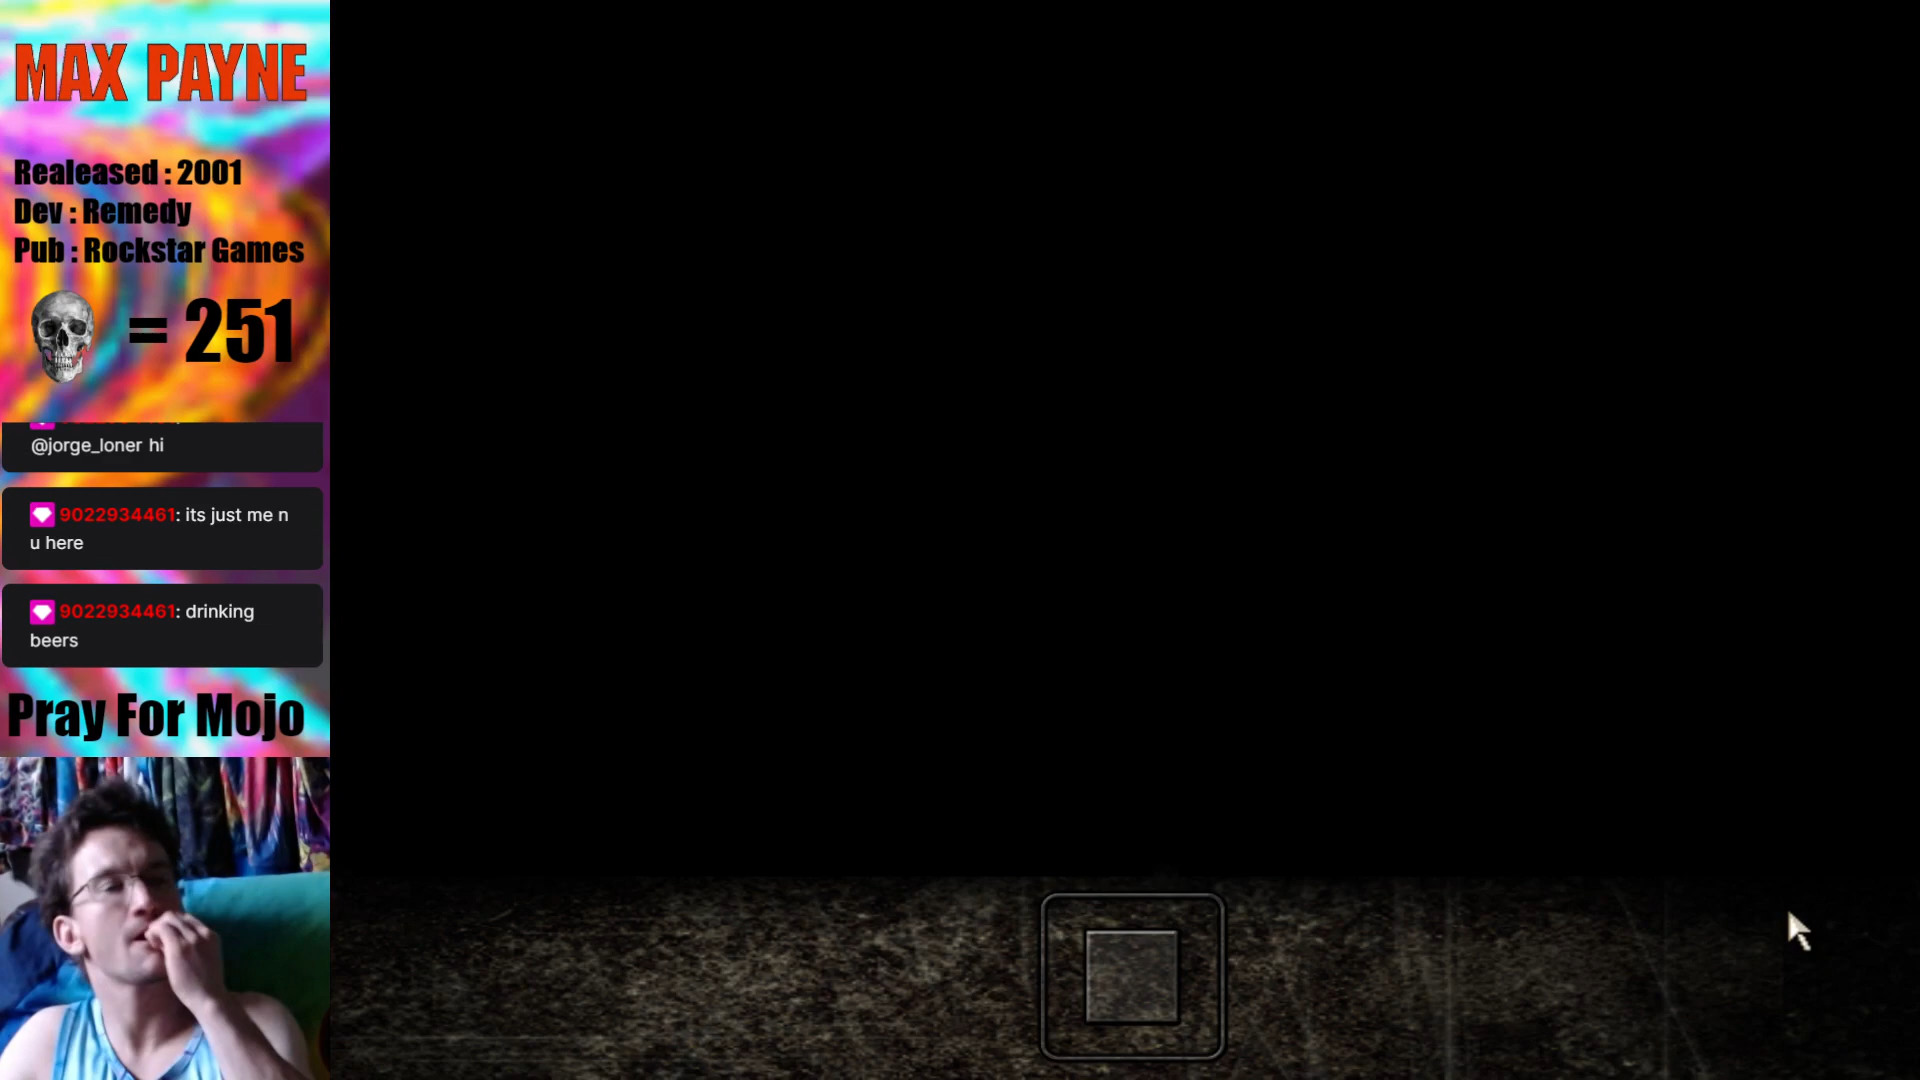 MAX PAYNE
Realeased : 2001
Dev : Remedy
Pub : Rockstar Games
= 251
@jorge_loner hi
9022934461: its just me n
u here
9022934461: drinking
beers
Pray For Mojo